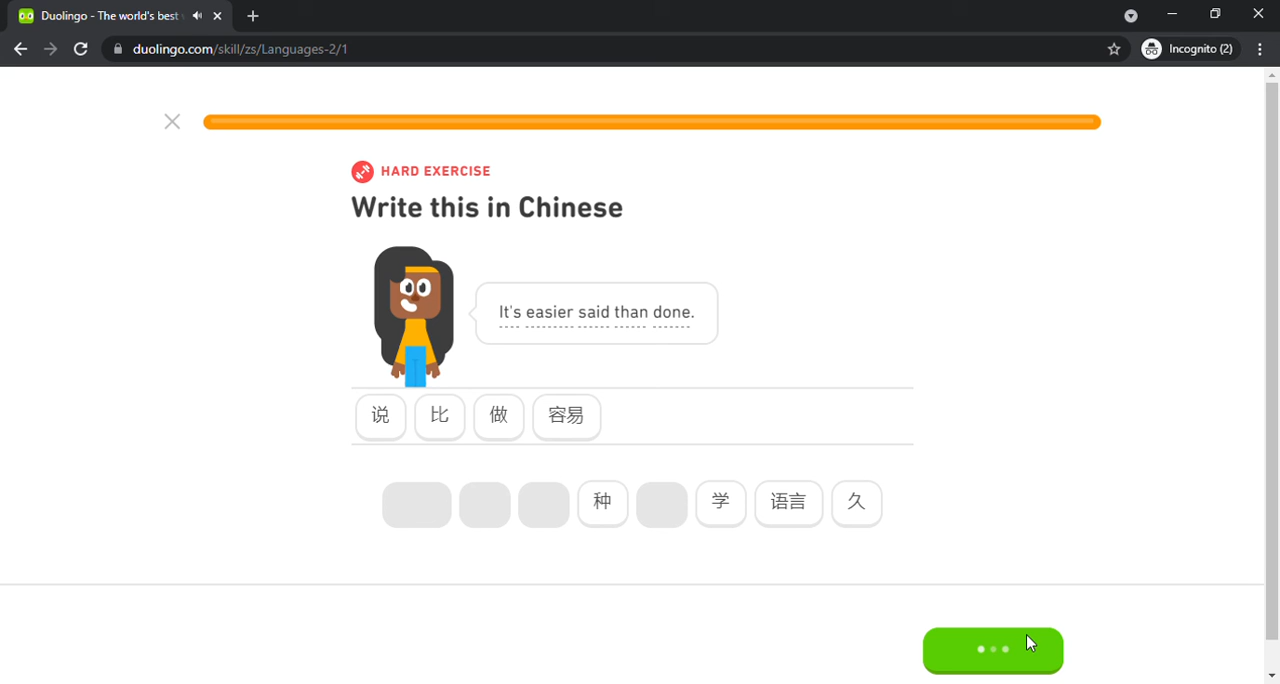 Duolingo - The world's best
duolingo.com/skill/zs/Languages-2/1
Incognito (2)
HARD EXERCISE
Write this in Chinese
It's easier said than done.
说 比 做 容易
种 学 语言 久